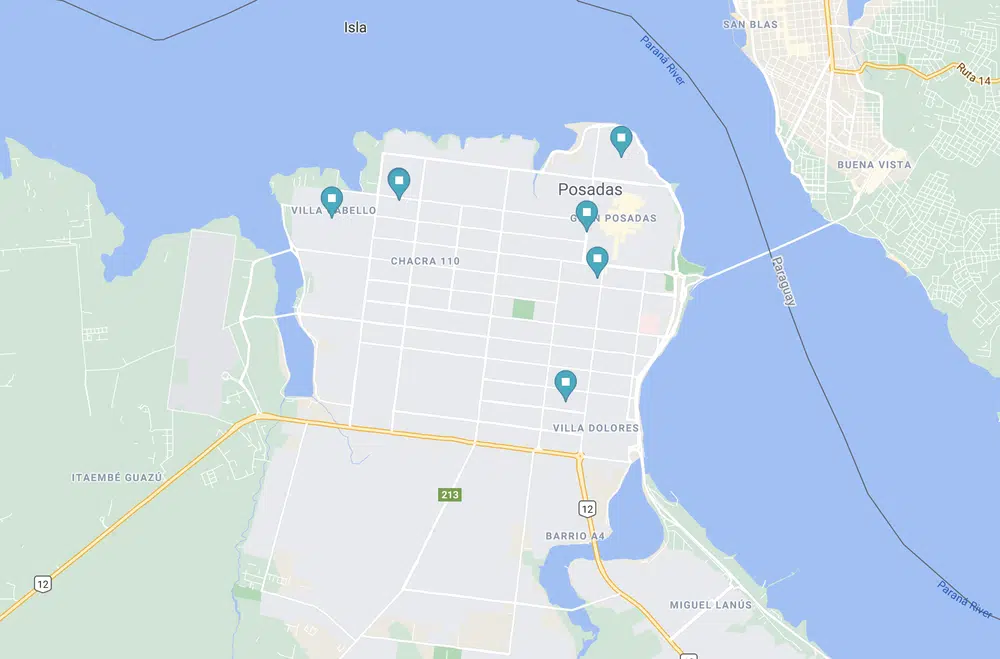 Isla
SAN BLAS
Paraná River
Ruta 14
BUENA VISTA
Posadas
VILLA CABELLO
GRAN POSADAS
CHACRA 110
Paraguay
VILLA DOLORES
ITAEMBÉ GUAZÚ
213
12
BARRIO A4
12
Paraná River
MIGUEL LANÚS
213